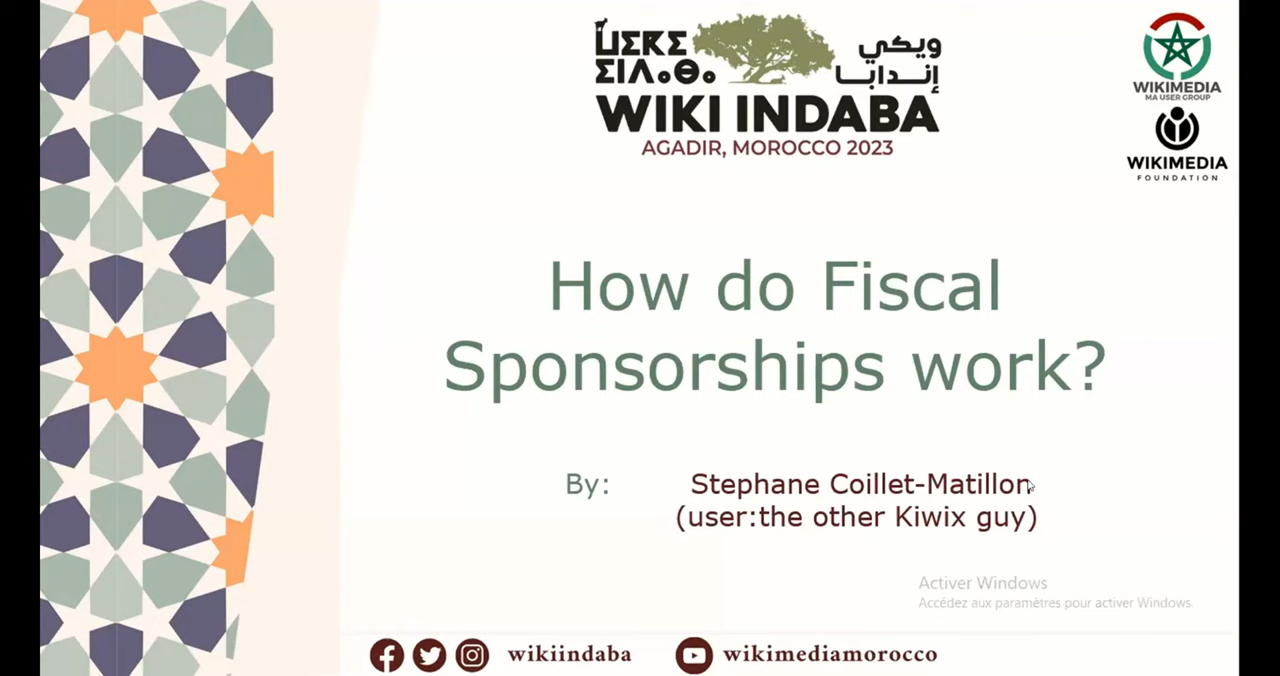 ⵡⵉⴽⵉ
ⵉⵏⴷⴰⴱⴰ
ويكي
إندابا
WIKI INDABA
AGADIR, MOROCCO 2023
WIKIMEDIA
MA USER GROUP
WIKIMEDIA
FOUNDATION
How do Fiscal
Sponsorships work?
By: Stephane Coillet-Matillon
(user:the other Kiwix guy)
Activer Windows
Accédez aux paramètres pour activer Windows.
wikiindaba
wikimediamorocco